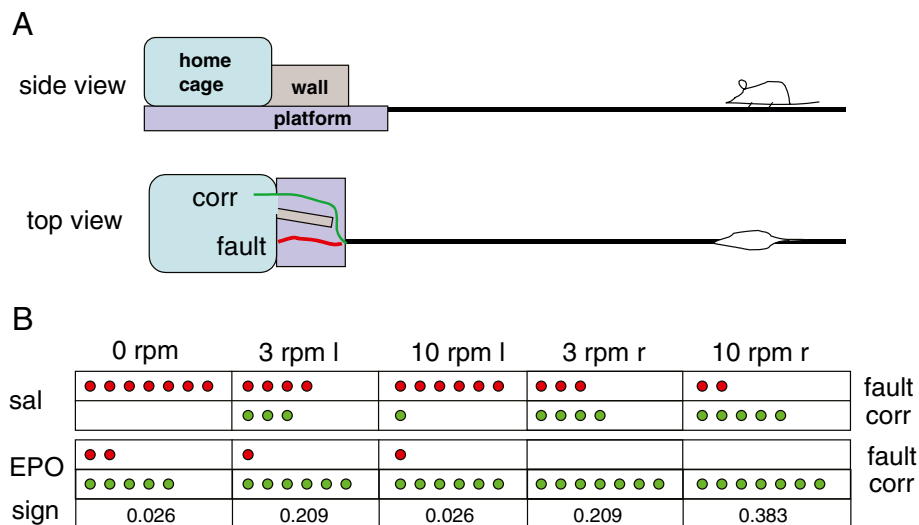 A
side view
home
cage
wall
platform
top view
corr
fault
B
0 rpm 3 rpm l 10 rpm l 3 rpm r 10 rpm r
sal fault
corr
EPO fault
corr
sign 0.026 0.209 0.026 0.209 0.383